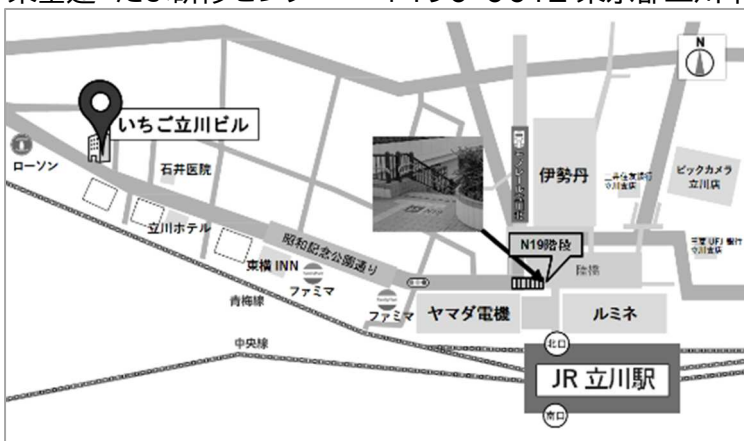 N
いちご立川ビル
ローソン
石井医院
伊勢丹
ビックカメラ
立川店
立川ホテル
N19階段
昭和記念公園通り
陸橋
東横INN
ファミマ
ファミマ
青梅線
ヤマダ電機
ルミネ
中央線
北口
JR 立川駅
南口